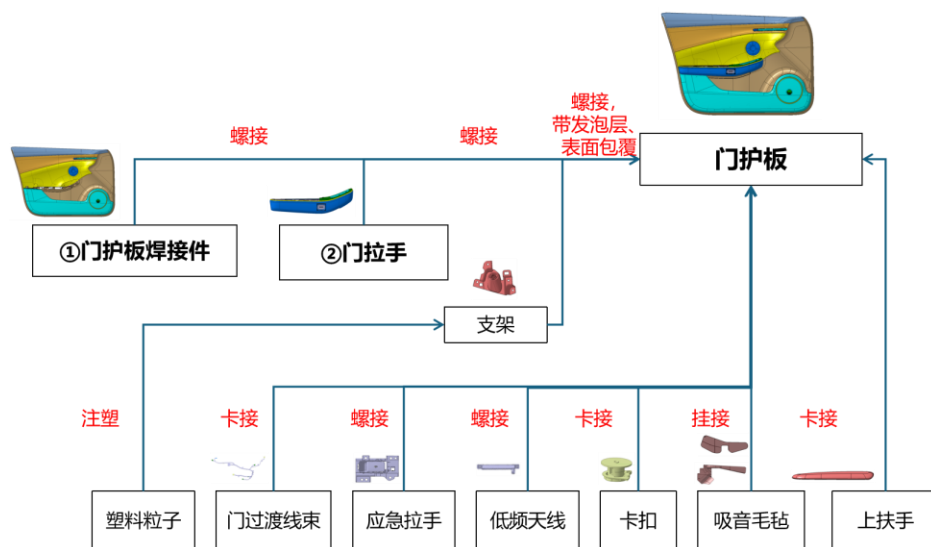 螺接，
带发泡层、
表面包覆
螺接
螺接
门护板
①门护板焊接件
②门拉手
支架
注塑
卡接
螺接
螺接
卡接
挂接
卡接
塑料粒子
门过渡线束
应急拉手
低频天线
卡扣
吸音毛毡
上扶手